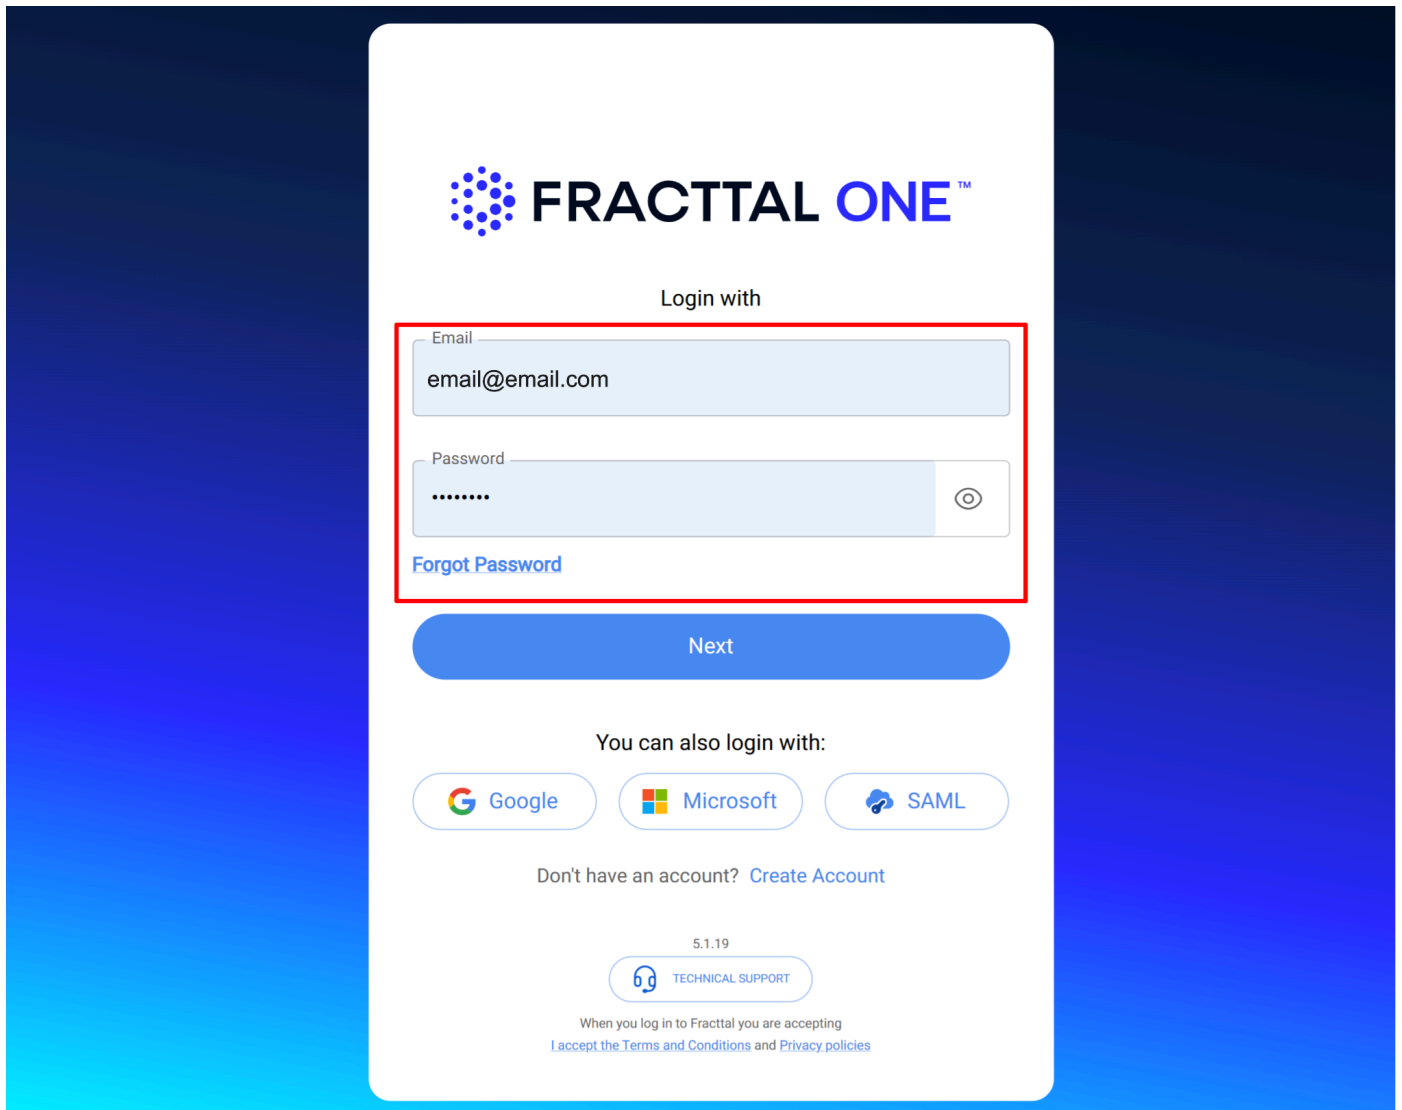 FRACTTAL ONE™
Login with
Email
email@email.com
Password
••••••••
Forgot Password
Next
You can also login with:
Google
Microsoft
SAML
Don't have an account? Create Account
5.1.19
TECHNICAL SUPPORT
When you log in to Fracttal you are accepting
I accept the Terms and Conditions and Privacy policies